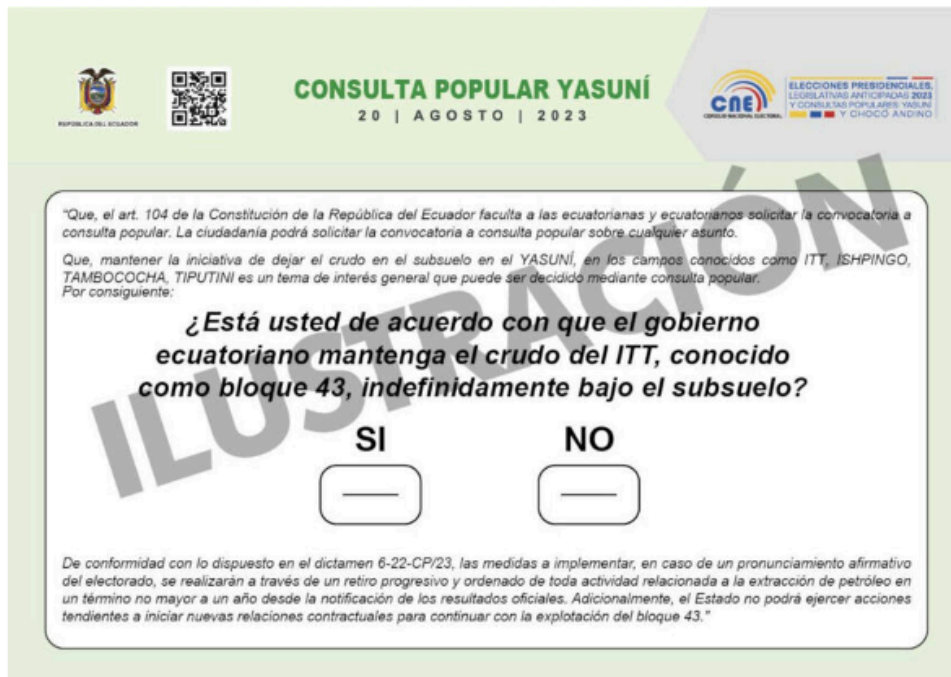 REPÚBLICA DEL ECUADOR
CONSULTA POPULAR YASUNÍ
20 | AGOSTO | 2023
CNE
CONSEJO NACIONAL ELECTORAL
ELECCIONES PRESIDENCIALES,
LEGISLATIVAS ANTICIPADAS 2023
Y CONSULTAS POPULARES YASUNÍ
Y CHOCÓ ANDINO
"Que, el art. 104 de la Constitución de la República del Ecuador faculta a las ecuatorianas y ecuatorianos solicitar la convocatoria a
consulta popular. La ciudadanía podrá solicitar la convocatoria a consulta popular sobre cualquier asunto.
Que, mantener la iniciativa de dejar el crudo en el subsuelo en el YASUNÍ, en los campos conocidos como ITT, ISHPINGO,
TAMBOCOCHA, TIPUTINI es un tema de interés general que puede ser decidido mediante consulta popular.
Por consiguiente:
¿Está usted de acuerdo con que el gobierno
ecuatoriano mantenga el crudo del ITT, conocido
como bloque 43, indefinidamente bajo el subsuelo?
SI NO
ILUSTRACIÓN
De conformidad con lo dispuesto en el dictamen 6-22-CP/23, las medidas a implementar, en caso de un pronunciamiento afirmativo
del electorado, se realizarán a través de un retiro progresivo y ordenado de toda actividad relacionada a la extracción de petróleo en
un término no mayor a un año desde la notificación de los resultados oficiales. Adicionalmente, el Estado no podrá ejercer acciones
tendientes a iniciar nuevas relaciones contractuales para continuar con la explotación del bloque 43."